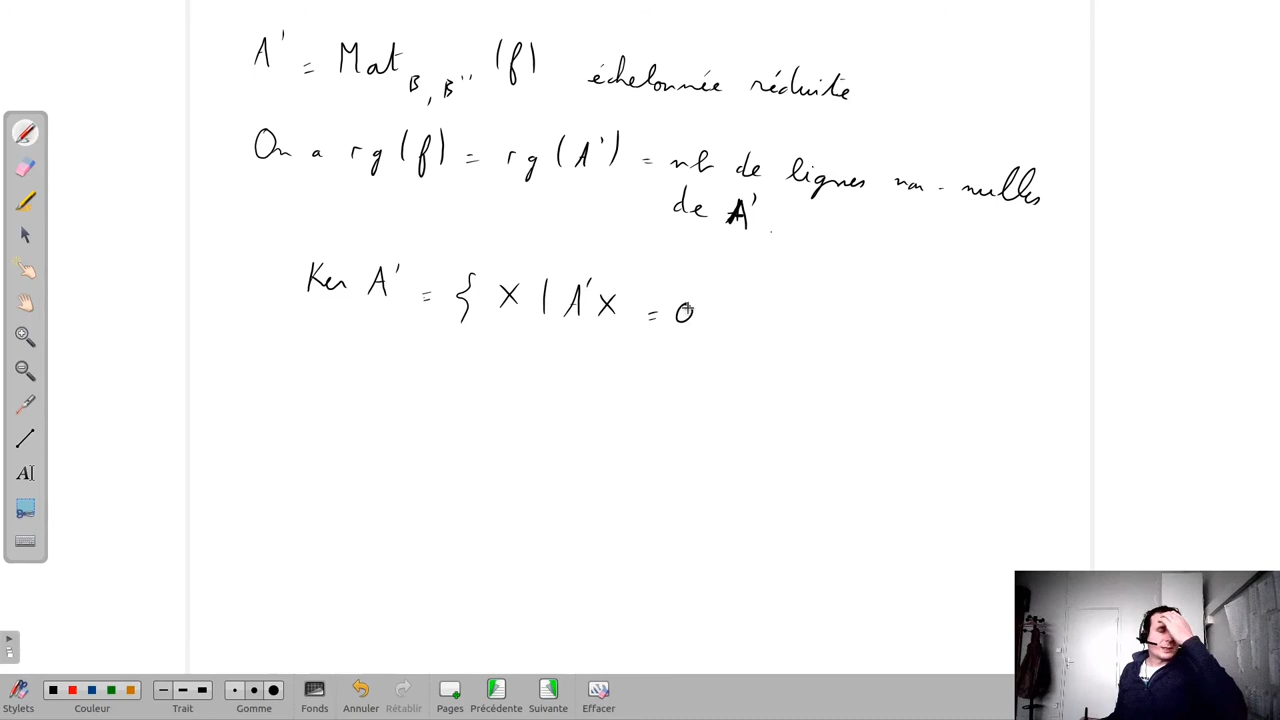 A' = Mat B, B'' (f) échelonnée réduite
On a rg(f) = rg(A') = nb de lignes non-nulles
de A'.
Ker A' = { X | A'X = 0
Stylets
Couleur
Trait
Gomme
Fonds
Annuler
Rétablir
Pages
Précédente
Suivante
Effacer